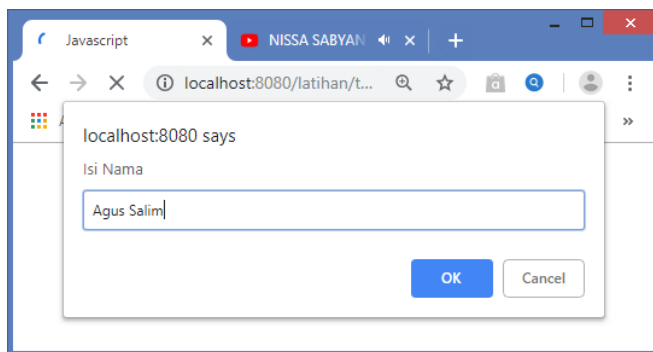 Javascript NISSA SABYAN
localhost:8080/latihan/t...
localhost:8080 says
Isi Nama
Agus Salim
OK Cancel